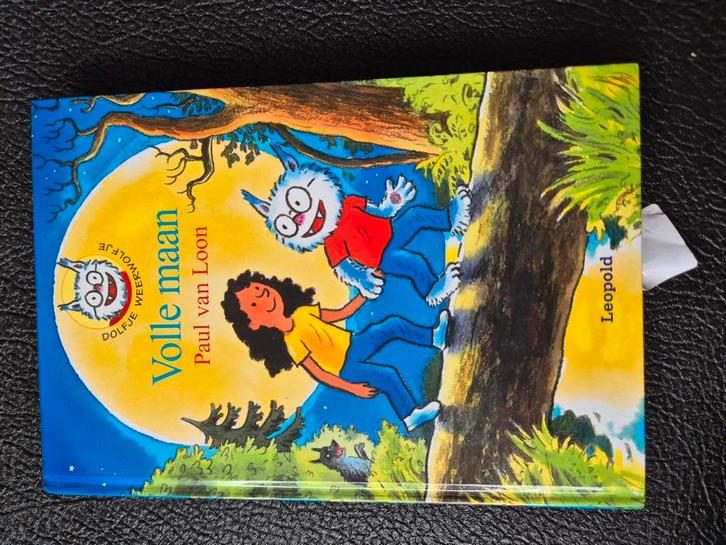 DOLFJE WEERWOLFJE
Volle maan
Paul van Loon
Leopold